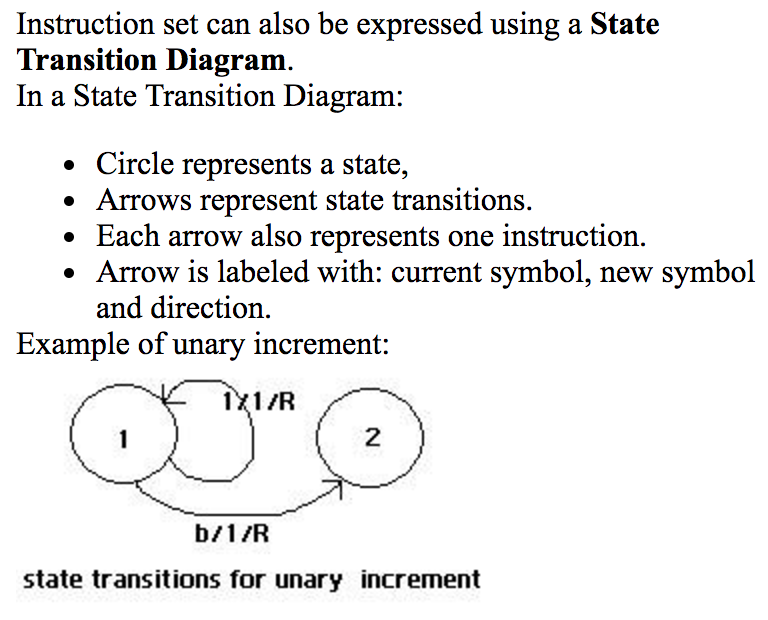 Instruction set can also be expressed using a State
Transition Diagram.
In a State Transition Diagram:
• Circle represents a state,
• Arrows represent state transitions.
• Each arrow also represents one instruction.
• Arrow is labeled with: current symbol, new symbol
and direction.
Example of unary increment:
1/1/R
1
2
b/1/R
state transitions for unary increment